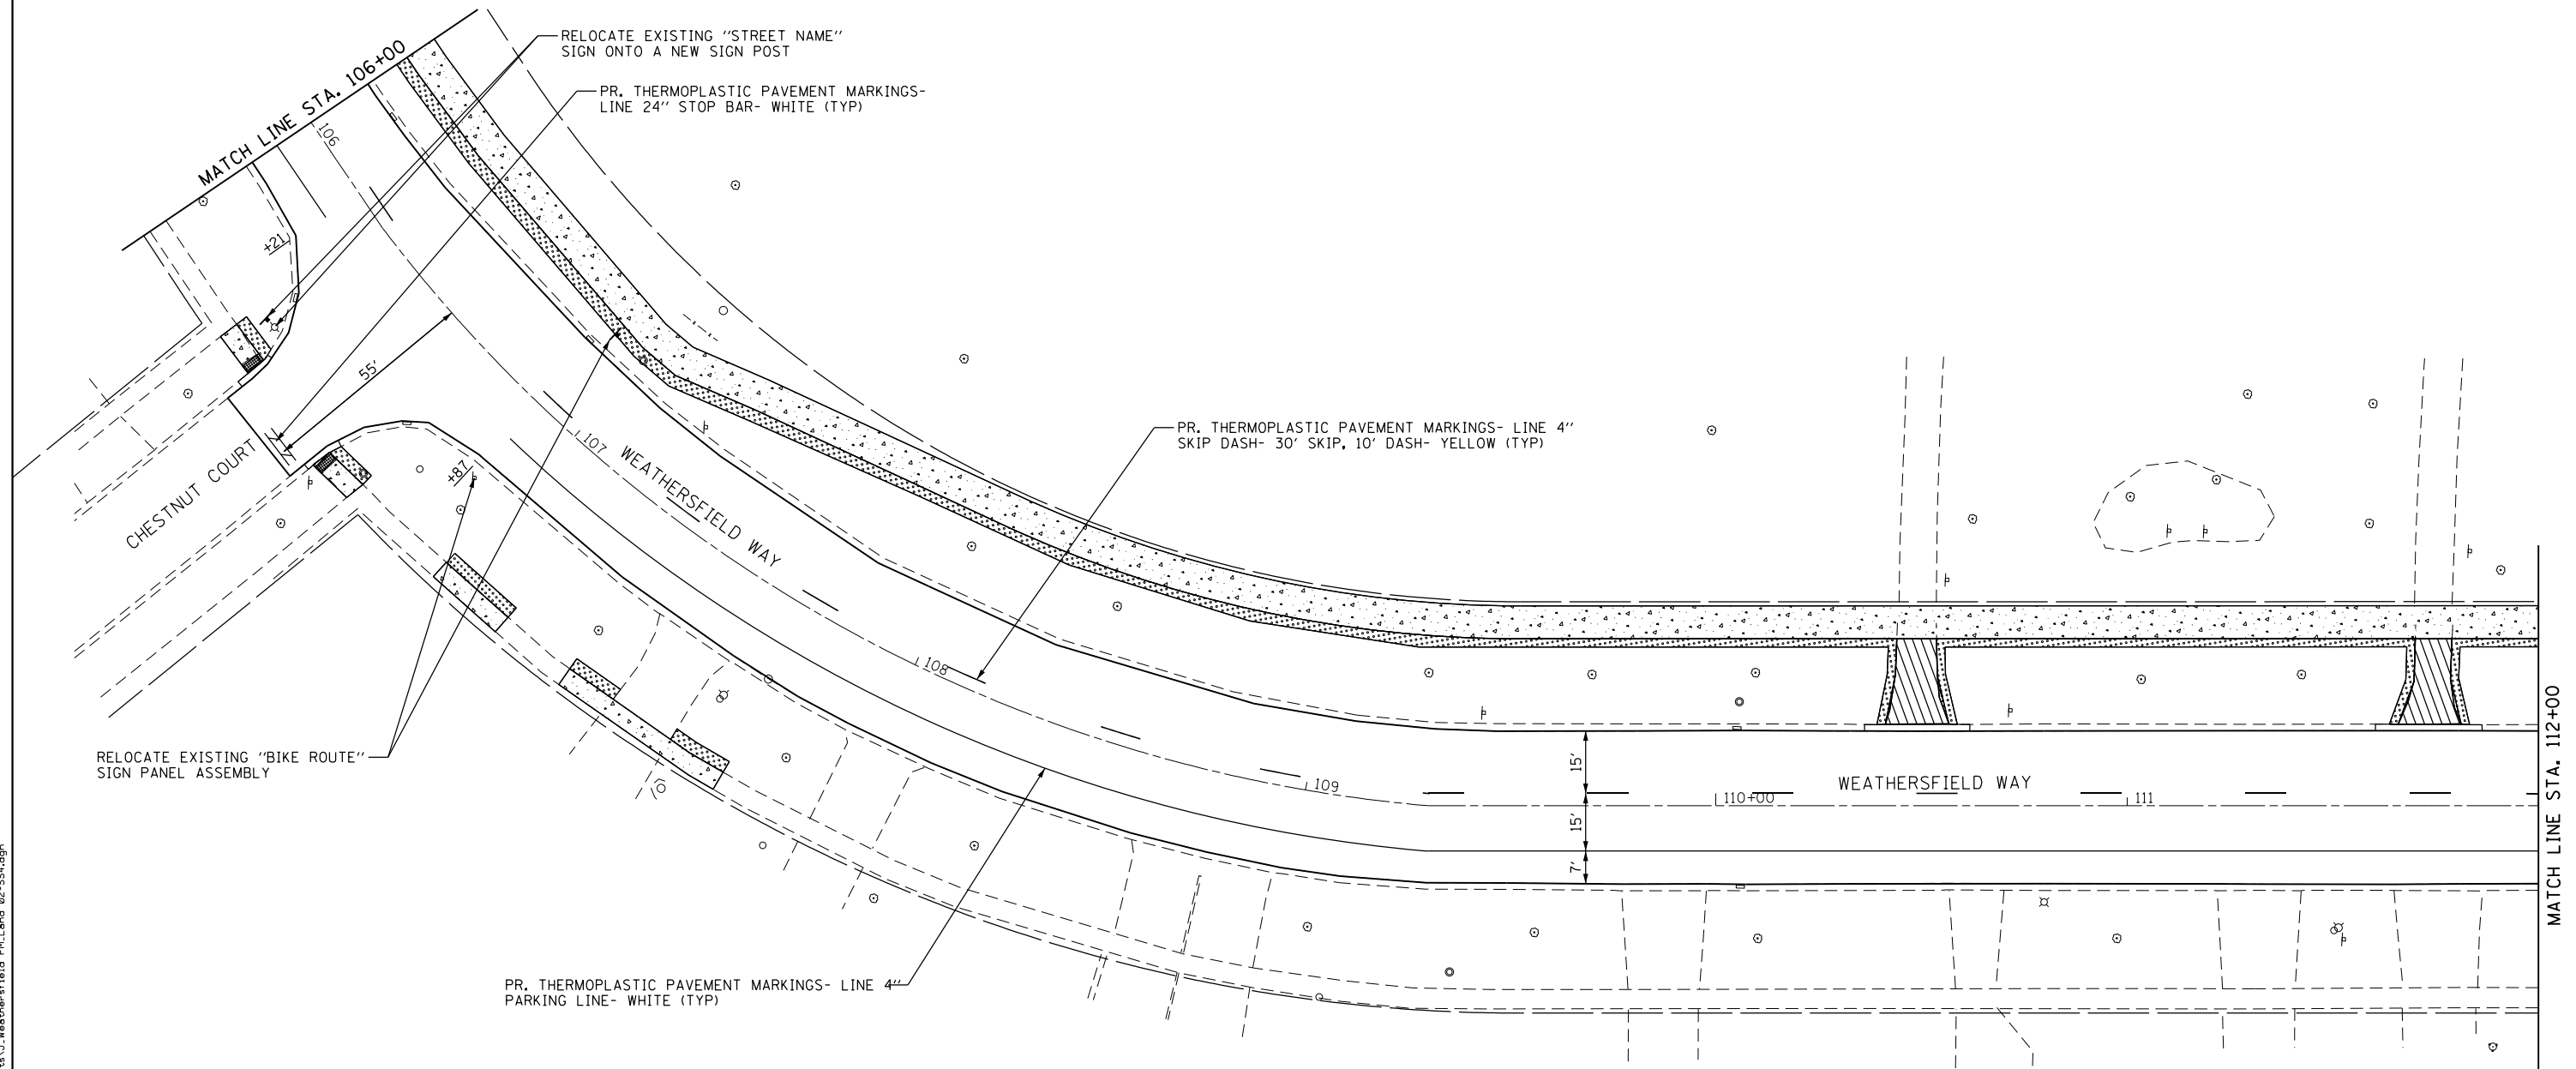 RELOCATE EXISTING "STREET NAME"
SIGN ONTO A NEW SIGN POST
PR. THERMOPLASTIC PAVEMENT MARKINGS-
LINE 24" STOP BAR- WHITE (TYP)
MATCH LINE STA. 106+00
106
+21
55'
CHESTNUT COURT
+87
107
WEATHERSFIELD WAY
PR. THERMOPLASTIC PAVEMENT MARKINGS- LINE 4"
SKIP DASH- 30' SKIP, 10' DASH- YELLOW (TYP)
108
RELOCATE EXISTING "BIKE ROUTE"
SIGN PANEL ASSEMBLY
109
15'
15'
7'
110+00
WEATHERSFIELD WAY
111
MATCH LINE STA. 112+00
PR. THERMOPLASTIC PAVEMENT MARKINGS- LINE 4"
PARKING LINE- WHITE (TYP)